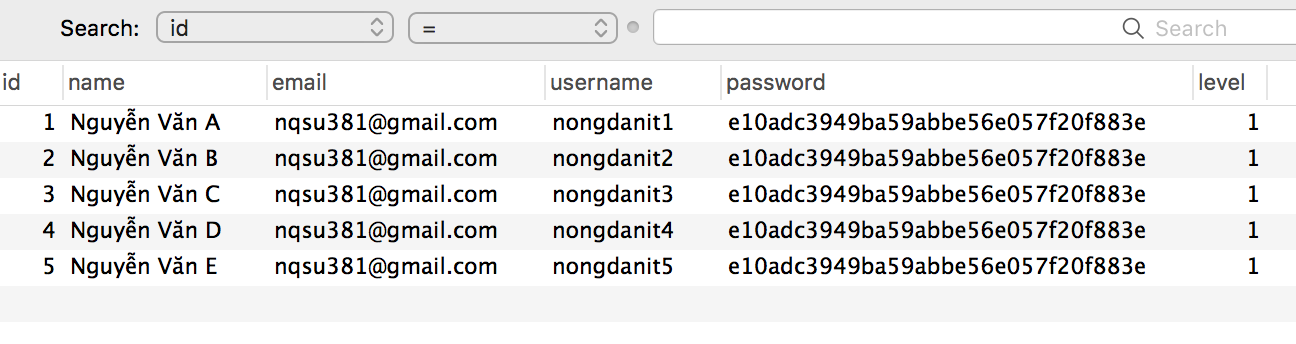 Search: id = Search
id name email username password level
1 Nguyễn Văn A nqsu381@gmail.com nongdanit1 e10adc3949ba59abbe56e057f20f883e 1
2 Nguyễn Văn B nqsu381@gmail.com nongdanit2 e10adc3949ba59abbe56e057f20f883e 1
3 Nguyễn Văn C nqsu381@gmail.com nongdanit3 e10adc3949ba59abbe56e057f20f883e 1
4 Nguyễn Văn D nqsu381@gmail.com nongdanit4 e10adc3949ba59abbe56e057f20f883e 1
5 Nguyễn Văn E nqsu381@gmail.com nongdanit5 e10adc3949ba59abbe56e057f20f883e 1